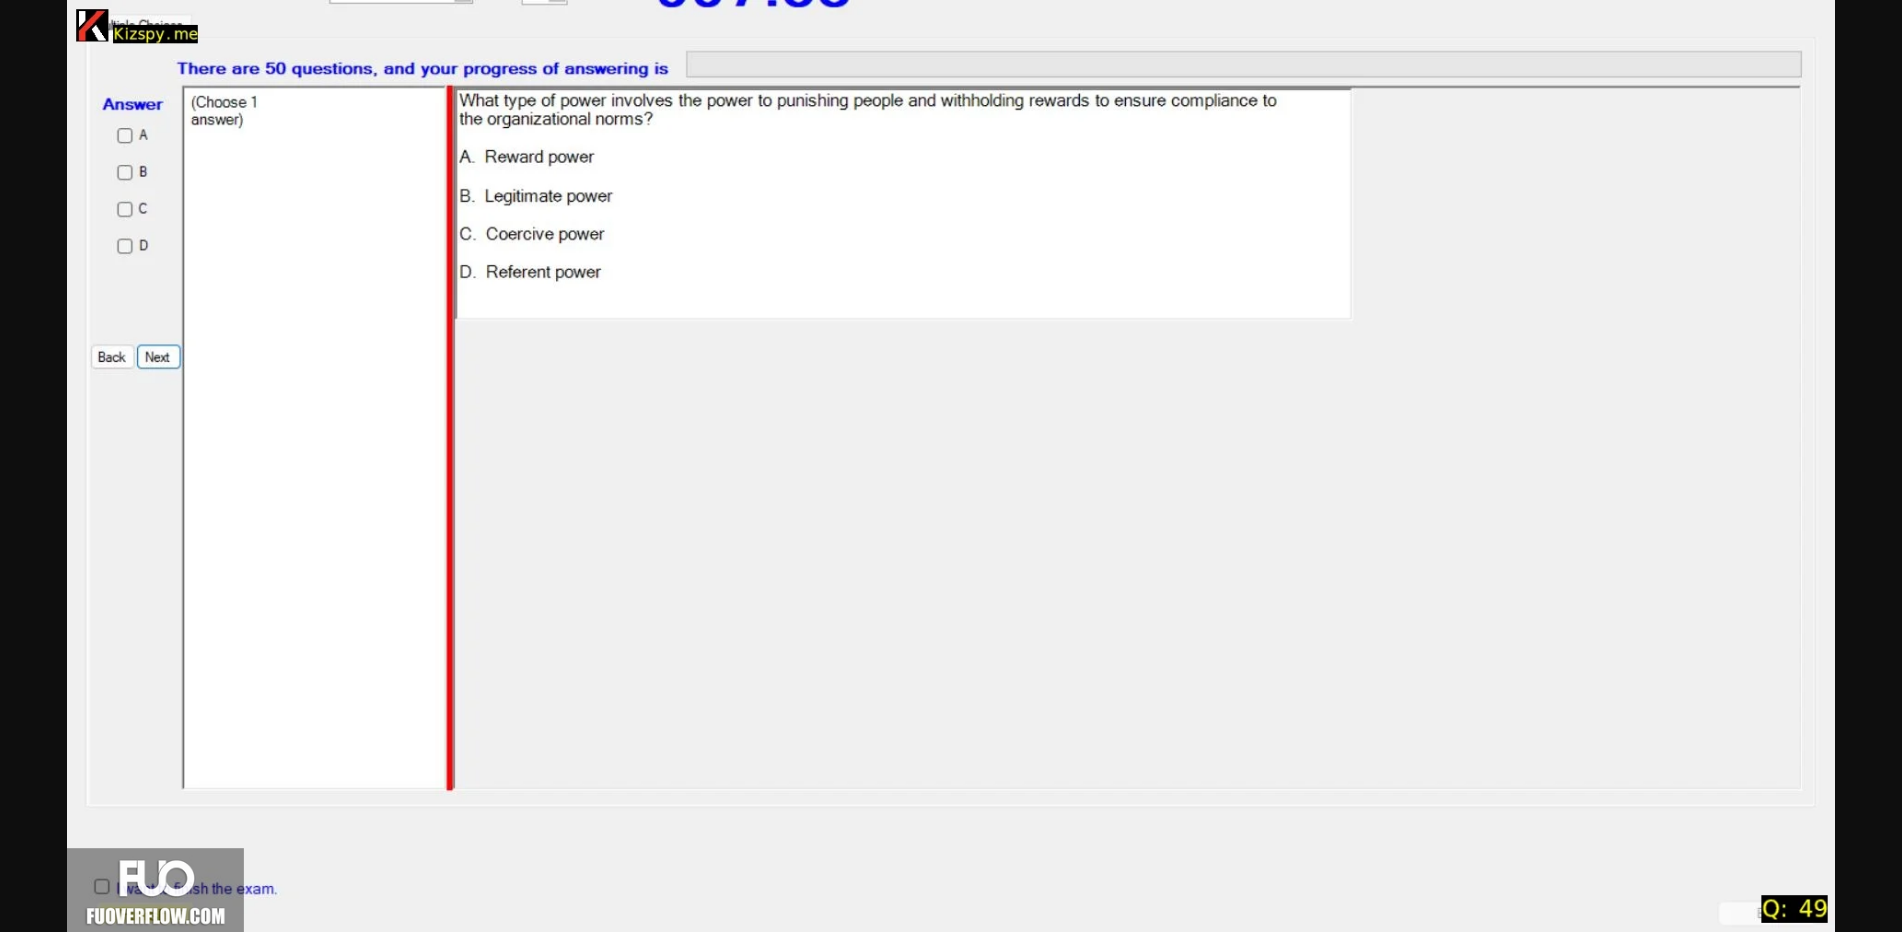 Kizspy.me
There are 50 questions, and your progress of answering is
Answer
(Choose 1
answer)
A
B
C
D
Back
Next
What type of power involves the power to punishing people and withholding rewards to ensure compliance to
the organizational norms?
A. Reward power
B. Legitimate power
C. Coercive power
D. Referent power
FUO
finish the exam.
FUOVERFLOW.COM
Q: 49